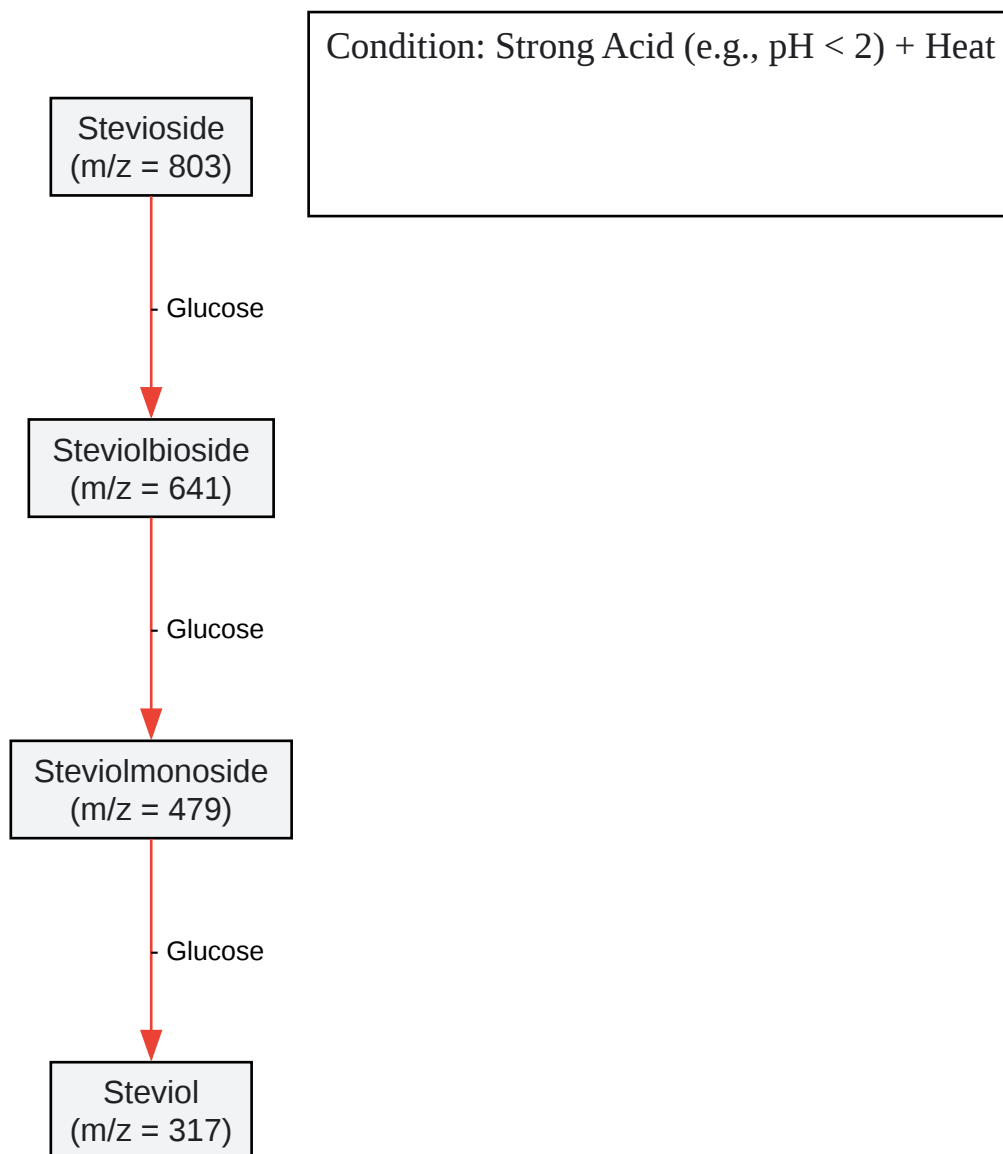 Condition: Strong Acid (e.g., pH < 2) + Heat
Stevioside
(m/z = 803)
- Glucose
Steviolbioside
(m/z = 641)
- Glucose
Steviolmonoside
(m/z = 479)
- Glucose
Steviol
(m/z = 317)